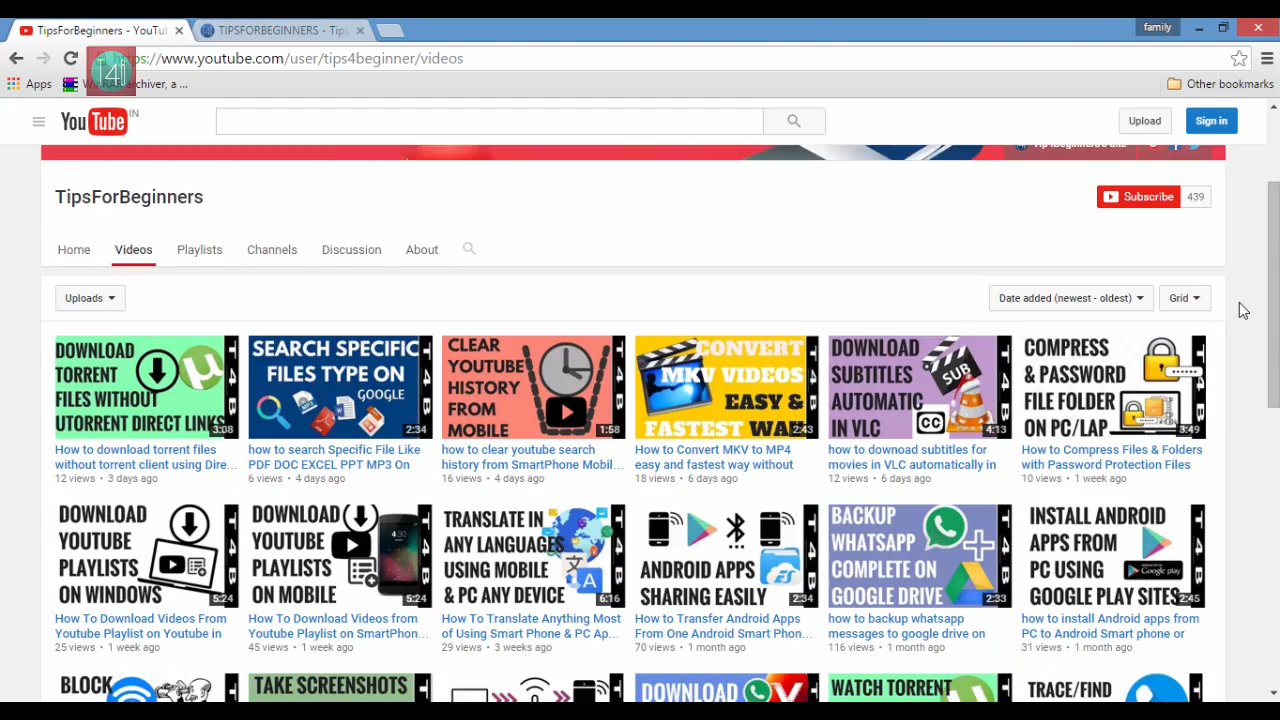 TipsForBeginners - YouTu
TIPSFORBEGINNERS - Tips
family
https://www.youtube.com/user/tips4beginner/videos
T4B
Apps
archiver, a ...
Other bookmarks
YouTube IN
Upload
Sign in
TipsForBeginners
Subscribe 439
Home
Videos
Playlists
Channels
Discussion
About
Uploads
Date added (newest - oldest)
Grid
DOWNLOAD
TORRENT
FILES WITHOUT
UTORRENT DIRECT LINKS
3:08
SEARCH SPECIFIC
FILES TYPE ON
GOOGLE
2:34
CLEAR
YOUTUBE
HISTORY
FROM
MOBILE
1:58
CONVERT
MKV VIDEOS
EASY &
FASTEST WAY
2:43
DOWNLOAD
SUBTITLES
AUTOMATIC
IN VLC
SUB
CC
4:13
COMPRESS
& PASSWORD
FILE FOLDER
ON PC/LAP
3:49
How to download torrent files
without torrent client using Dire...
12 views • 3 days ago
how to search Specific File Like
PDF DOC EXCEL PPT MP3 On
6 views • 4 days ago
how to clear youtube search
history from SmartPhone Mobil...
16 views • 4 days ago
How to Convert MKV to MP4
easy and fastest way without
18 views • 6 days ago
how to downoad subtitles for
movies in VLC automatically in
12 views • 6 days ago
How to Compress Files & Folders
with Password Protection Files
10 views • 1 week ago
DOWNLOAD
YOUTUBE
PLAYLISTS
ON WINDOWS
5:24
DOWNLOAD
YOUTUBE
PLAYLISTS
ON MOBILE
5:24
TRANSLATE IN
ANY LANGUAGES
USING MOBILE
& PC ANY DEVICE
6:16
ANDROID APPS
SHARING EASILY
2:34
BACKUP
WHATSAPP
COMPLETE ON
GOOGLE DRIVE
2:33
INSTALL ANDROID
APPS FROM
PC USING
Google play
GOOGLE PLAY SITES
2:45
How To Download Videos From
Youtube Playlist on Youtube in
25 views • 1 week ago
How To Download Videos from
Youtube Playlist on SmartPhon...
45 views • 1 week ago
How To Translate Anything Most
of Using Smart Phone & PC Ap...
29 views • 3 weeks ago
How to Transfer Android Apps
From One Android Smart Phon...
70 views • 1 month ago
how to backup whatsapp
messages to google drive on
116 views • 1 month ago
how to install Android apps from
PC to Android Smart phone or
31 views • 1 month ago
BLOCK
TAKE SCREENSHOTS
DOWNLOAD
WATCH TORRENT
TRACE/FIND